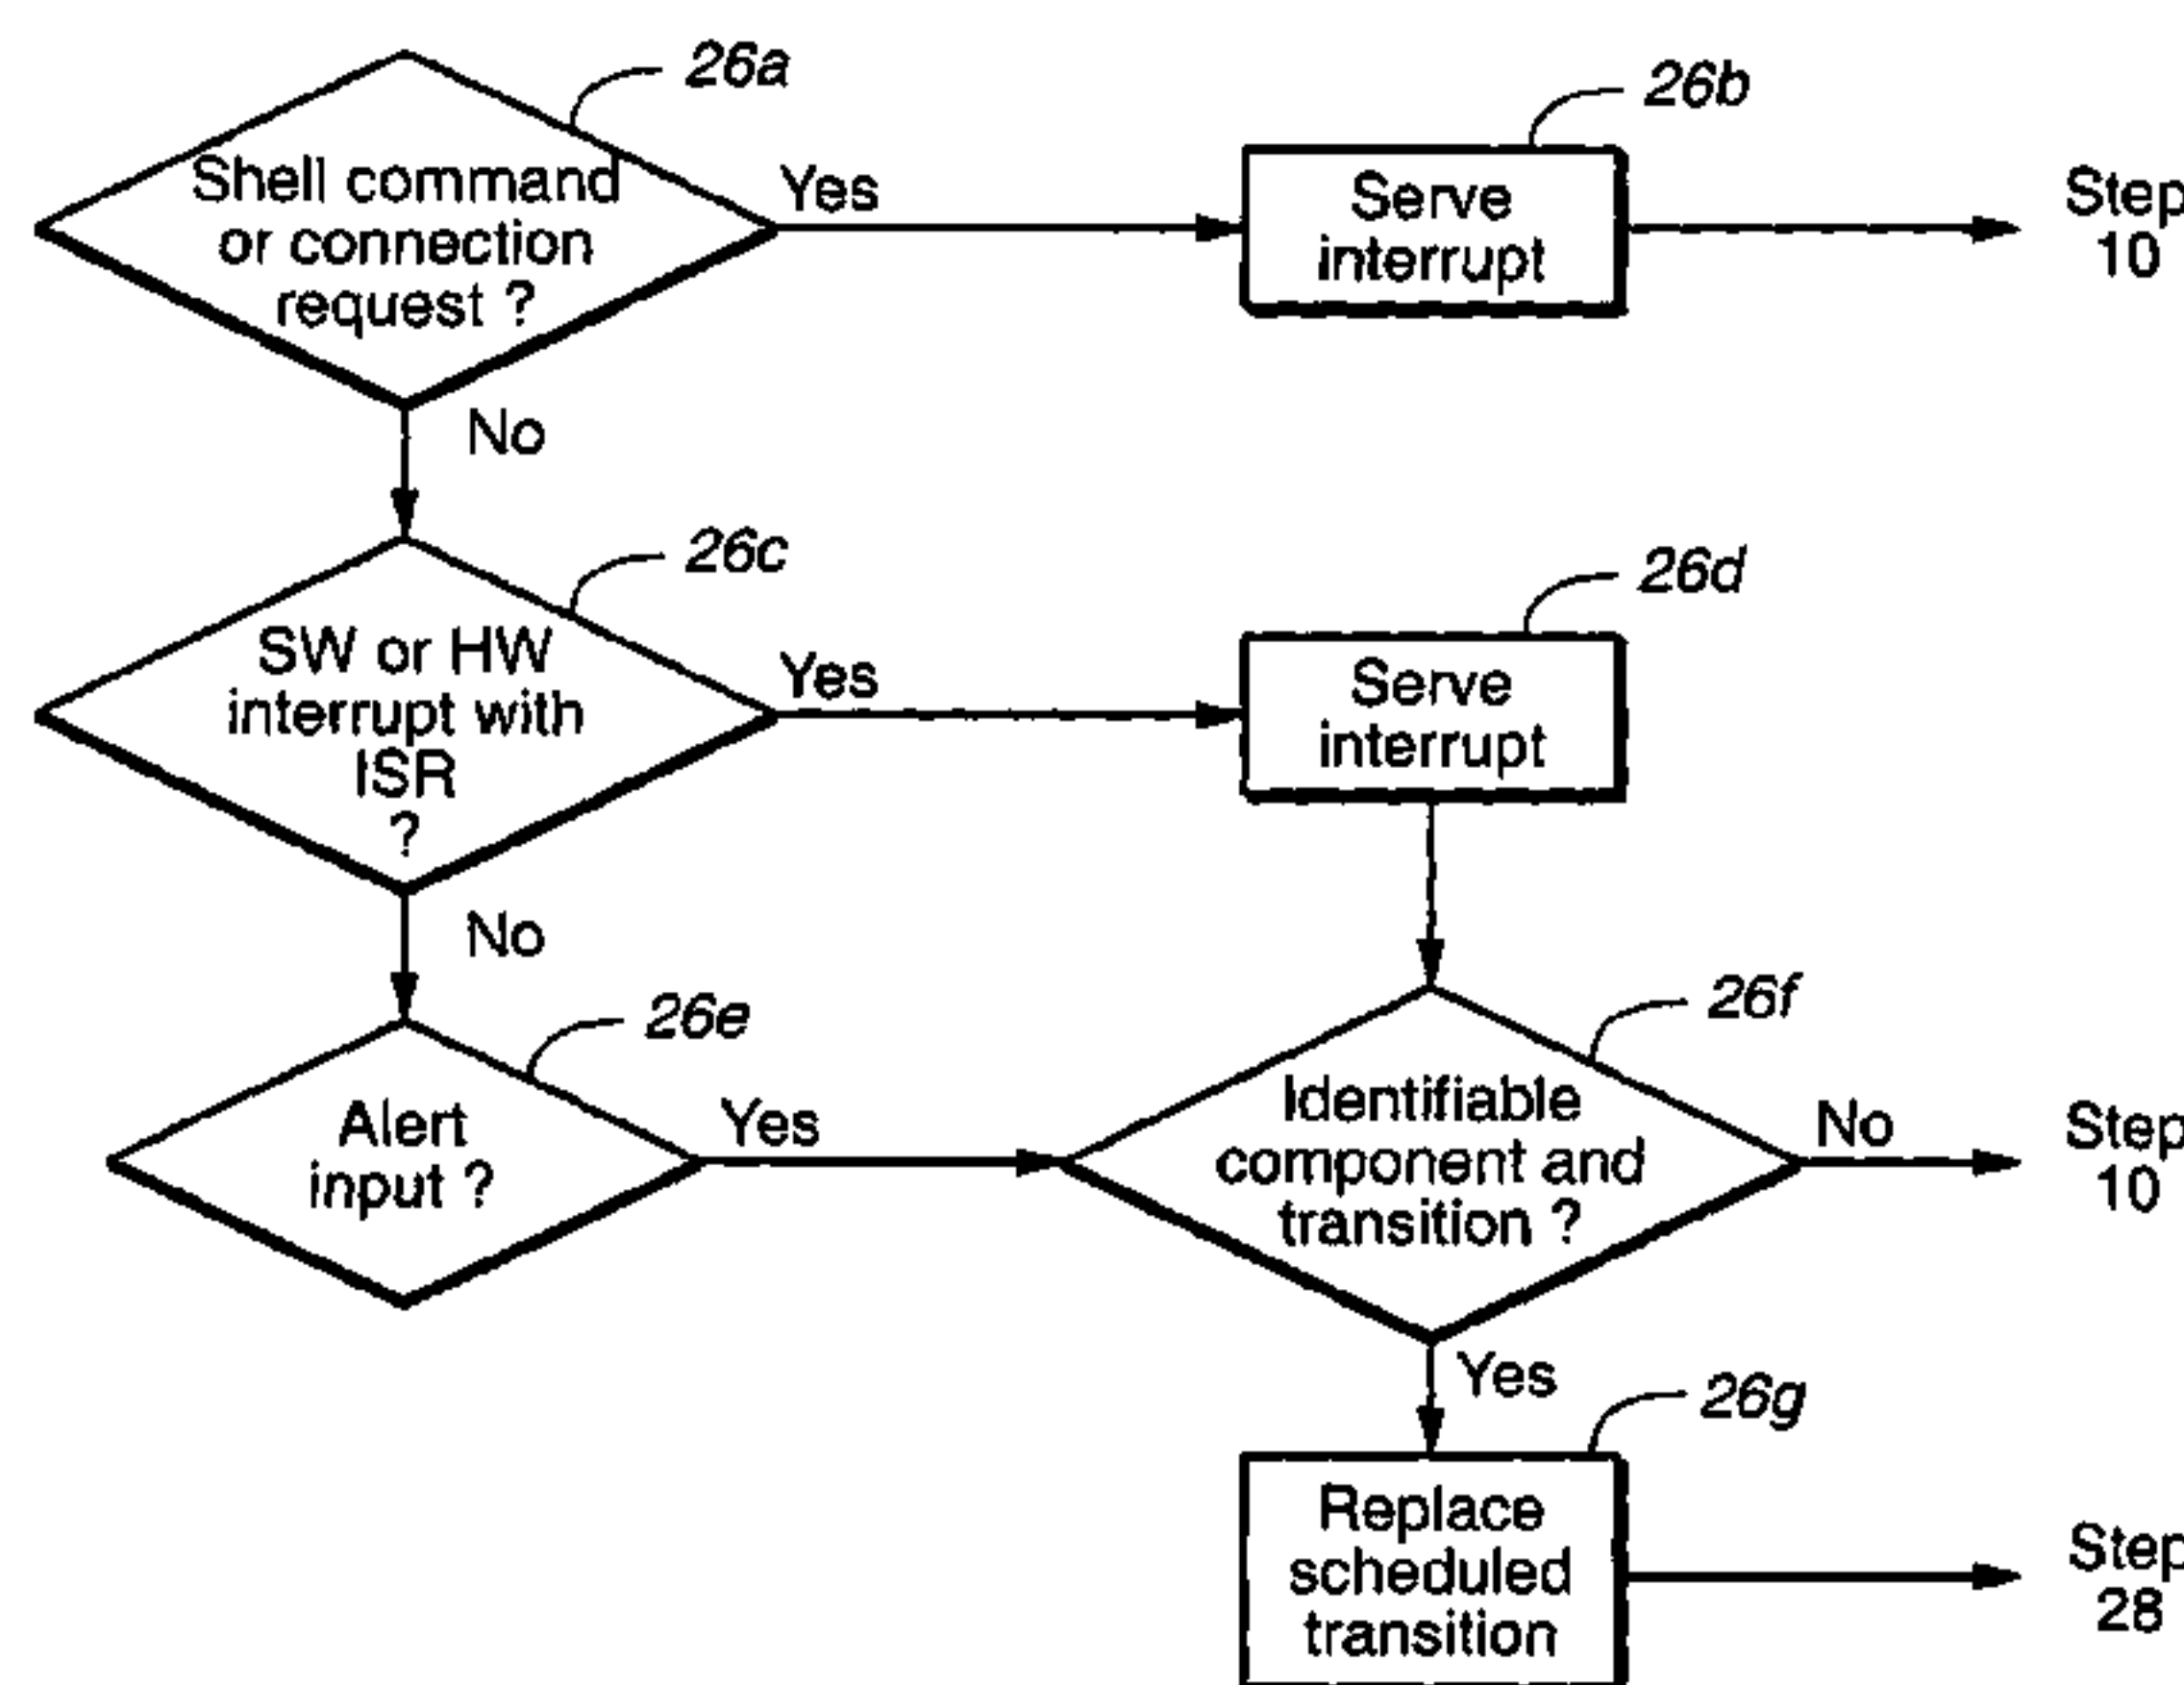 26a
Shell command
or connection
request ?
Yes
26b
Serve
interrupt
Step
10
No
26c
SW or HW
interrupt with
ISR
?
Yes
26d
Serve
interrupt
No
26e
Alert
input ?
Yes
26f
Identifiable
component and
transition ?
No
Step
10
Yes
26g
Replace
scheduled
transition
Step
28